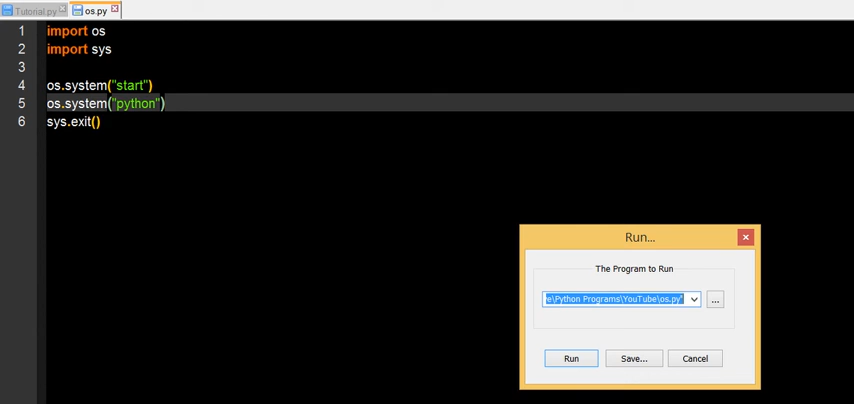 Tutorial.py
os.py
1 import os
2 import sys
3
4 os.system("start")
5 os.system("python")
6 sys.exit()
Run...
The Program to Run
e\Python Programs\YouTube\os.py"
...
Run Save... Cancel